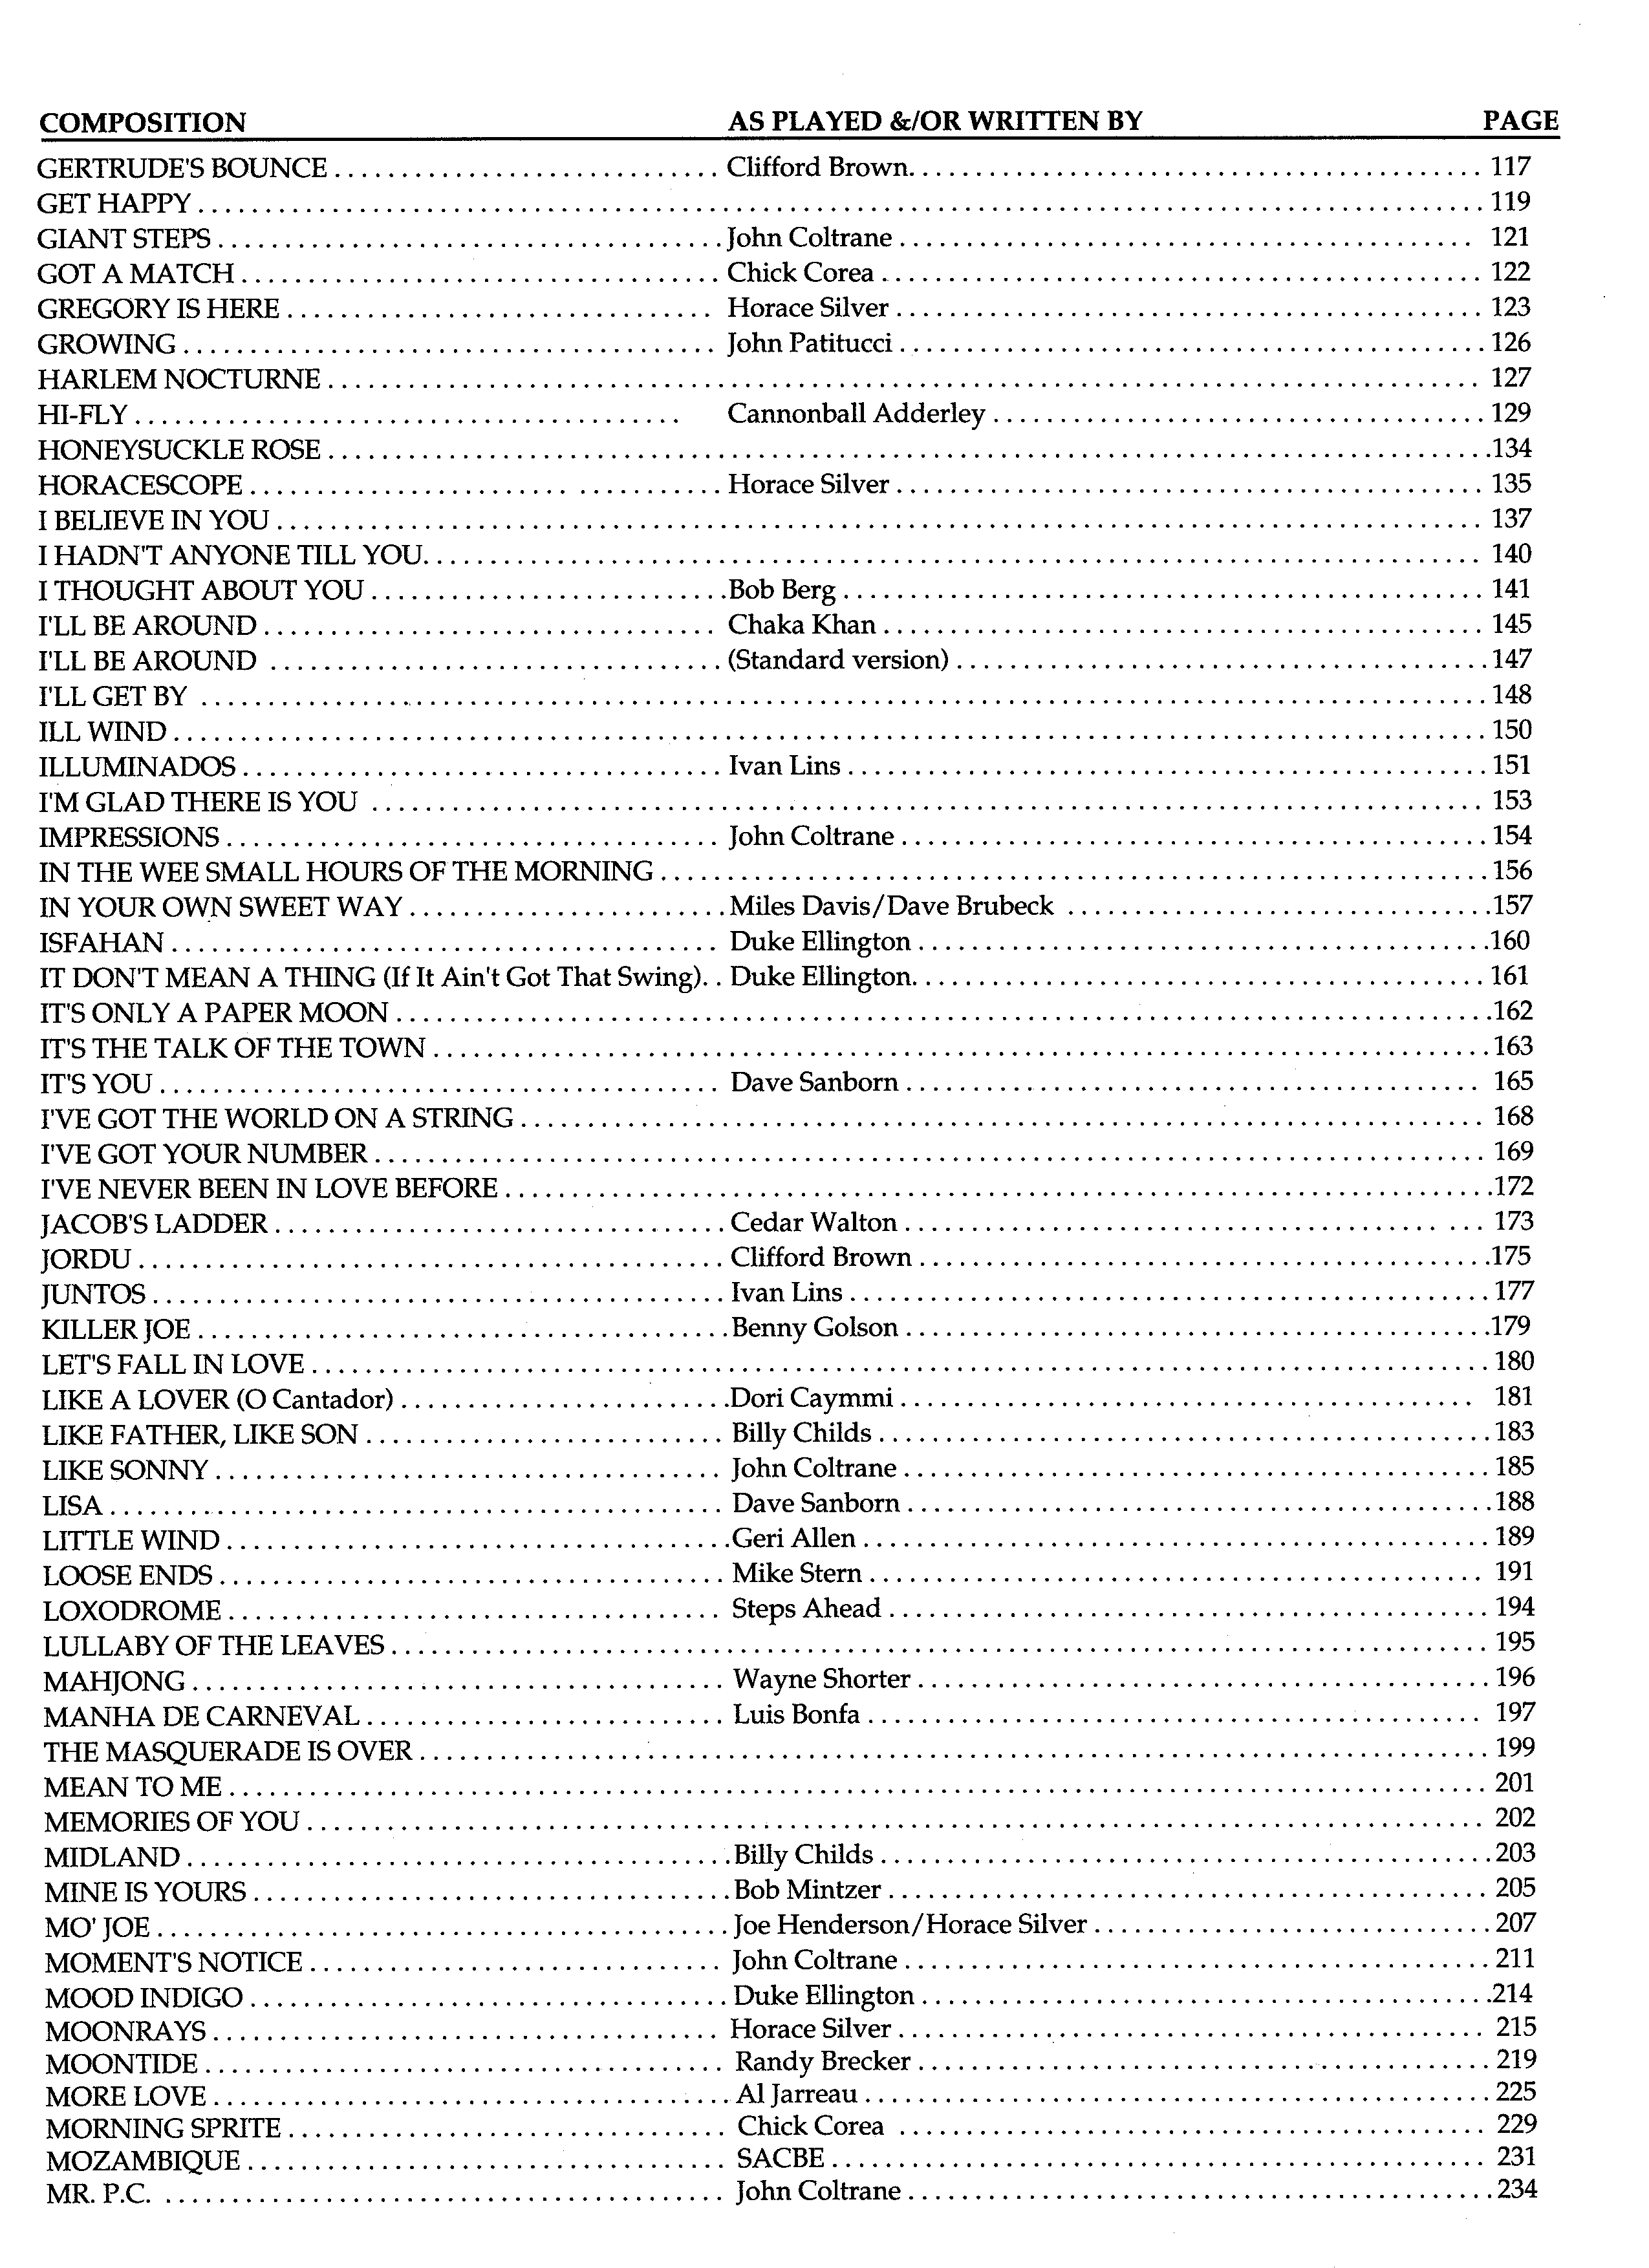 COMPOSITION AS PLAYED &/OR WRITTEN BY PAGE
GERTRUDE'S BOUNCE Clifford Brown 117
GET HAPPY 119
GIANT STEPS John Coltrane 121
GOT A MATCH Chick Corea 122
GREGORY IS HERE Horace Silver 123
GROWING John Patitucci 126
HARLEM NOCTURNE 127
HI-FLY Cannonball Adderley 129
HONEYSUCKLE ROSE 134
HORACESCOPE Horace Silver 135
I BELIEVE IN YOU 137
I HADN'T ANYONE TILL YOU 140
I THOUGHT ABOUT YOU Bob Berg 141
I'LL BE AROUND Chaka Khan 145
I'LL BE AROUND (Standard version) 147
I'LL GET BY 148
ILL WIND 150
ILLUMINADOS Ivan Lins 151
I'M GLAD THERE IS YOU 153
IMPRESSIONS John Coltrane 154
IN THE WEE SMALL HOURS OF THE MORNING 156
IN YOUR OWN SWEET WAY Miles Davis/Dave Brubeck 157
ISFAHAN Duke Ellington 160
IT DON'T MEAN A THING (If It Ain't Got That Swing) Duke Ellington 161
IT'S ONLY A PAPER MOON 162
IT'S THE TALK OF THE TOWN 163
IT'S YOU Dave Sanborn 165
I'VE GOT THE WORLD ON A STRING 168
I'VE GOT YOUR NUMBER 169
I'VE NEVER BEEN IN LOVE BEFORE 172
JACOB'S LADDER Cedar Walton 173
JORDU Clifford Brown 175
JUNTOS Ivan Lins 177
KILLER JOE Benny Golson 179
LET'S FALL IN LOVE 180
LIKE A LOVER (O Cantador) Dori Caymmi 181
LIKE FATHER, LIKE SON Billy Childs 183
LIKE SONNY John Coltrane 185
LISA Dave Sanborn 188
LITTLE WIND Geri Allen 189
LOOSE ENDS Mike Stern 191
LOXODROME Steps Ahead 194
LULLABY OF THE LEAVES 195
MAHJONG Wayne Shorter 196
MANHA DE CARNEVAL Luis Bonfa 197
THE MASQUERADE IS OVER 199
MEAN TO ME 201
MEMORIES OF YOU 202
MIDLAND Billy Childs 203
MINE IS YOURS Bob Mintzer 205
MO' JOE Joe Henderson/Horace Silver 207
MOMENT'S NOTICE John Coltrane 211
MOOD INDIGO Duke Ellington 214
MOONRAYS Horace Silver 215
MOONTIDE Randy Brecker 219
MORE LOVE Al Jarreau 225
MORNING SPRITE Chick Corea 229
MOZAMBIQUE SACBE 231
MR. P.C. John Coltrane 234